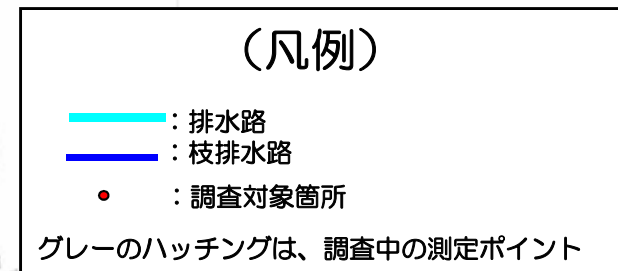 （凡例）
：排水路
：枝排水路
：調査対象箇所
グレーのハッチングは、調査中の測定ポイント